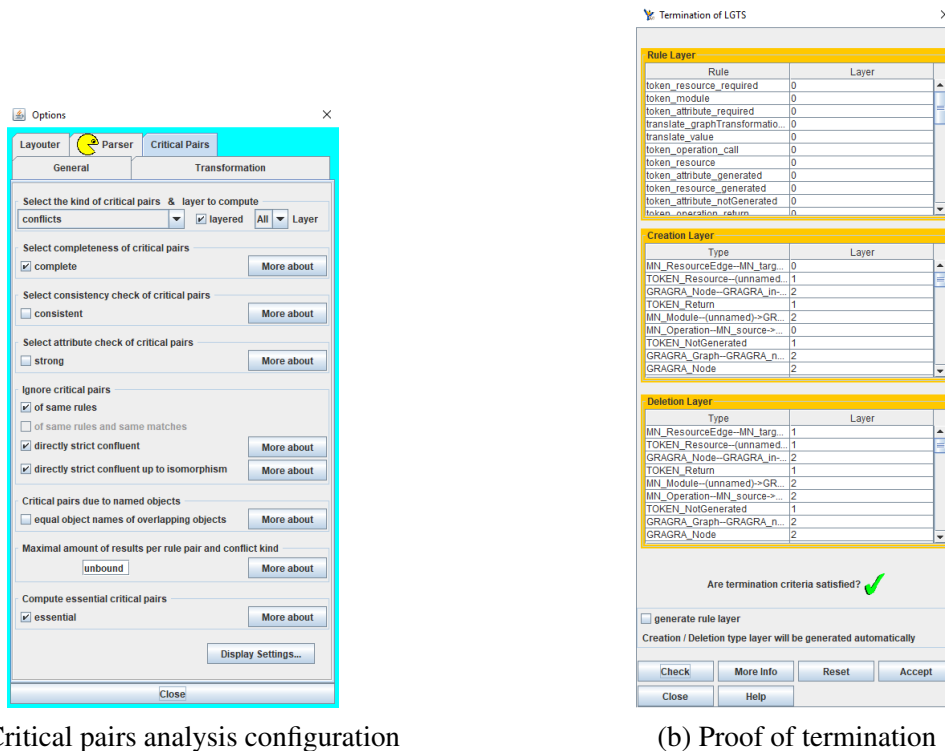 Options
Layouter
Parser
Critical Pairs
General
Transformation
Select the kind of critical pairs & layer to compute
conflicts
layered
All
Layer
Select completeness of critical pairs
complete
More about
Select consistency check of critical pairs
consistent
More about
Select attribute check of critical pairs
strong
More about
Ignore critical pairs
of same rules
of same rules and same matches
directly strict confluent
More about
directly strict confluent up to isomorphism
More about
Critical pairs due to named objects
equal object names of overlapping objects
More about
Maximal amount of results per rule pair and conflict kind
unbound
More about
Compute essential critical pairs
essential
More about
Display Settings...
Close
Critical pairs analysis configuration
Termination of LGTS
Rule Layer
Rule Layer
token_resource_required 0
token_module 0
token_attribute_required 0
translate_graphTransformatio... 0
translate_value 0
token_operation_call 0
token_resource 0
token_attribute_generated 0
token_resource_generated 0
token_attribute_notGenerated 0
token_operation_return 0
Creation Layer
Type Layer
MN_ResourceEdge--MN_targ... 0
TOKEN_Resource--(unnamed... 1
GRAGRA_Node--GRAGRA_in-... 2
TOKEN_Return 1
MN_Module--(unnamed)->GR... 2
MN_Operation--MN_source->... 0
TOKEN_NotGenerated 1
GRAGRA_Graph--GRAGRA_n... 2
GRAGRA_Node 2
Deletion Layer
Type Layer
MN_ResourceEdge--MN_targ... 1
TOKEN_Resource--(unnamed... 1
GRAGRA_Node--GRAGRA_in-... 2
TOKEN_Return 1
MN_Module--(unnamed)->GR... 2
MN_Operation--MN_source->... 2
TOKEN_NotGenerated 1
GRAGRA_Graph--GRAGRA_n... 2
GRAGRA_Node 2
Are termination criteria satisfied?
generate rule layer
Creation / Deletion type layer will be generated automatically
Check
More Info
Reset
Accept
Close
Help
(b) Proof of termination